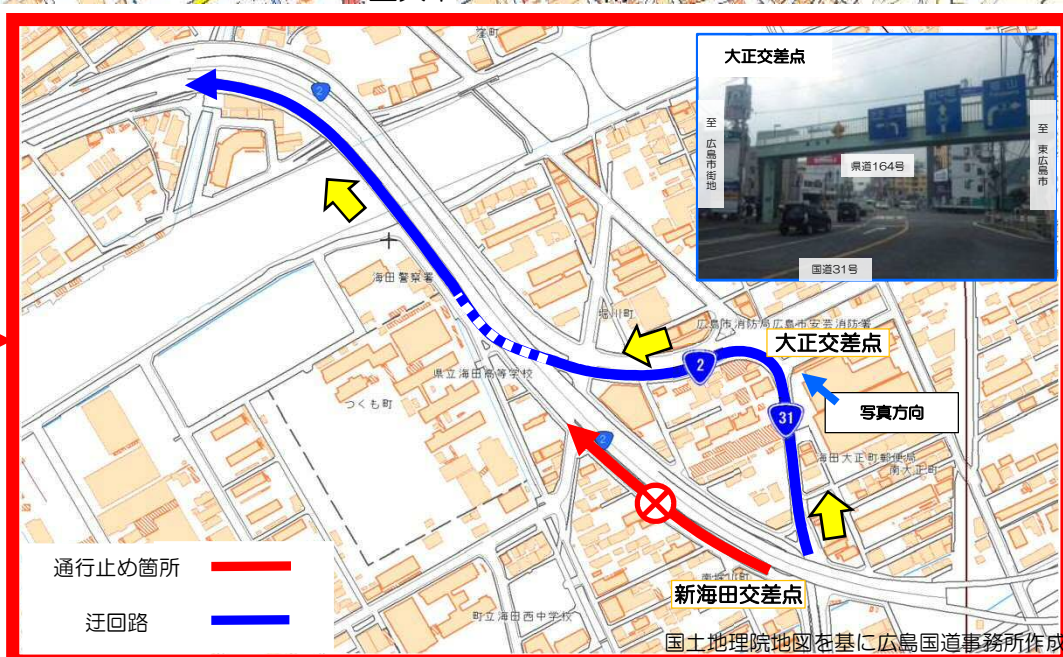 窪町
2
大正交差点
至 広島市街地
県道164号
至 東広島市
国道31号
海田警察署
堀川町
広島市消防局広島市安芸消防署
大正交差点
2
県立海田高等学校
つくも町
写真方向
31
2
海田大正町郵便局
南大正町
通行止め箇所
南堀川町
新海田交差点
迂回路
町立海田西中学校
国土地理院地図を基に広島国道事務所作成